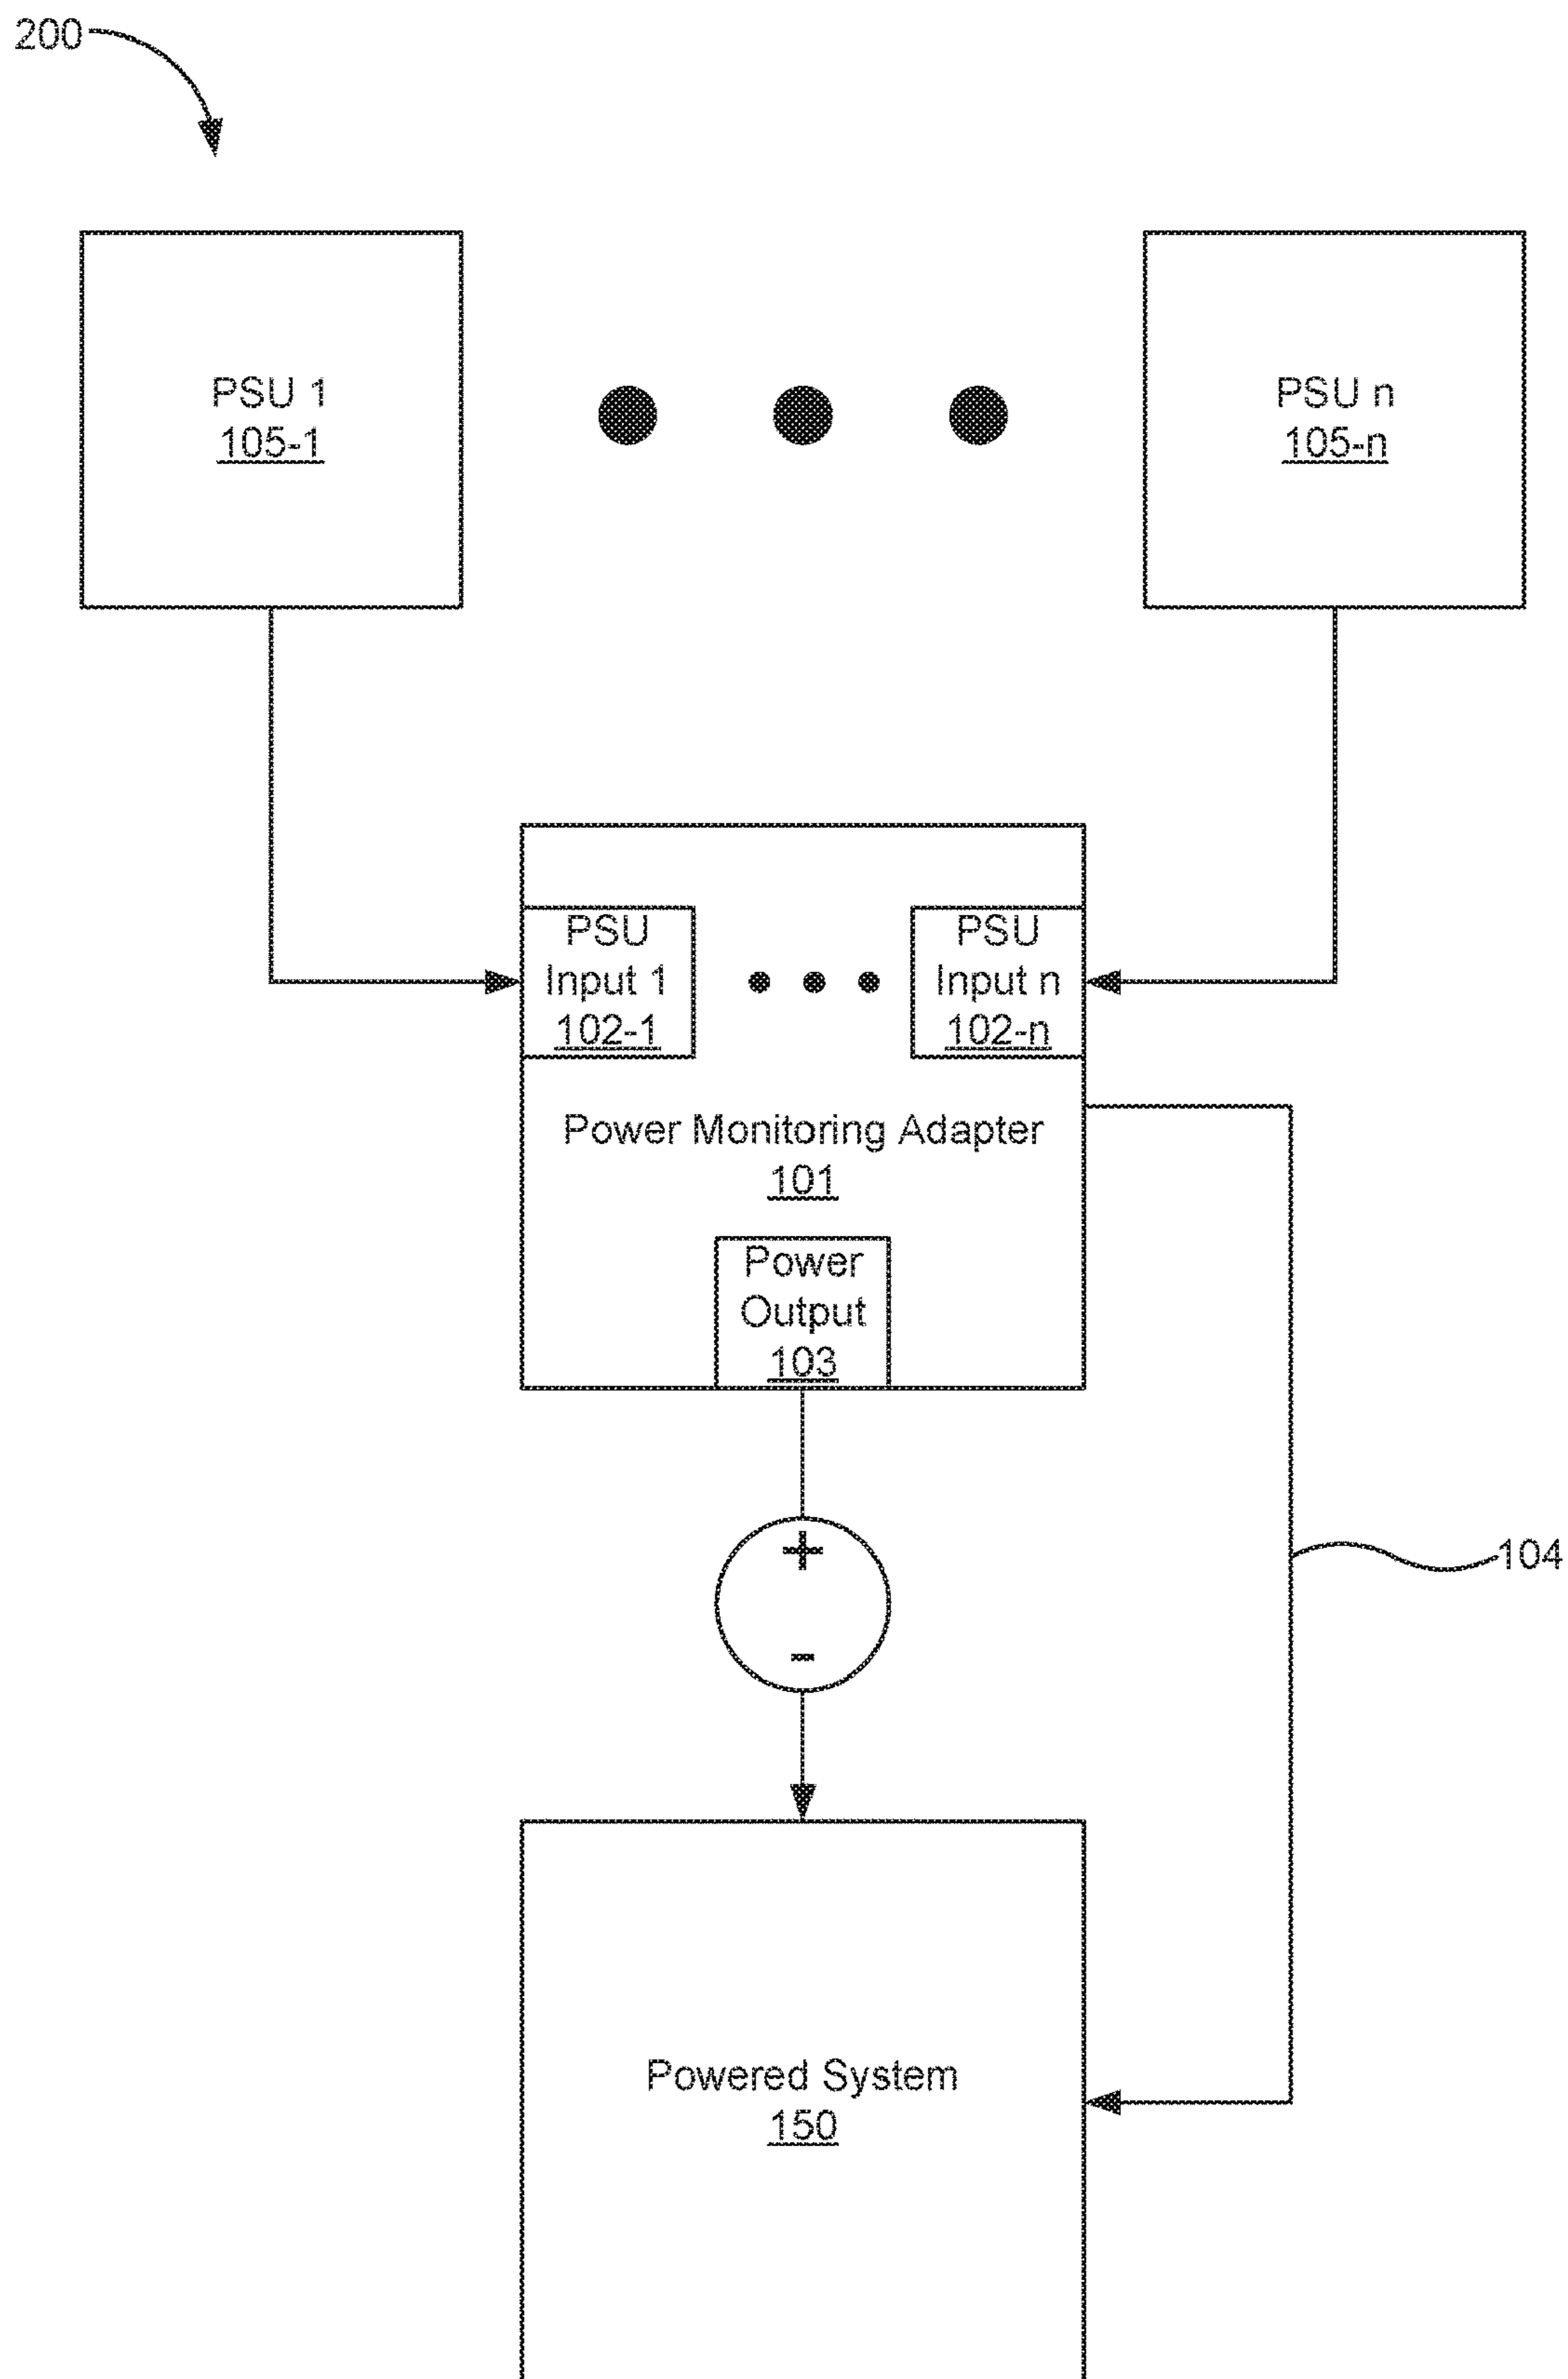 200
PSU 1
105-1
PSU n
105-n
PSU
Input 1
102-1
PSU
Input n
102-n
Power Monitoring Adapter
101
Power
Output
103
+
-
104
Powered System
150